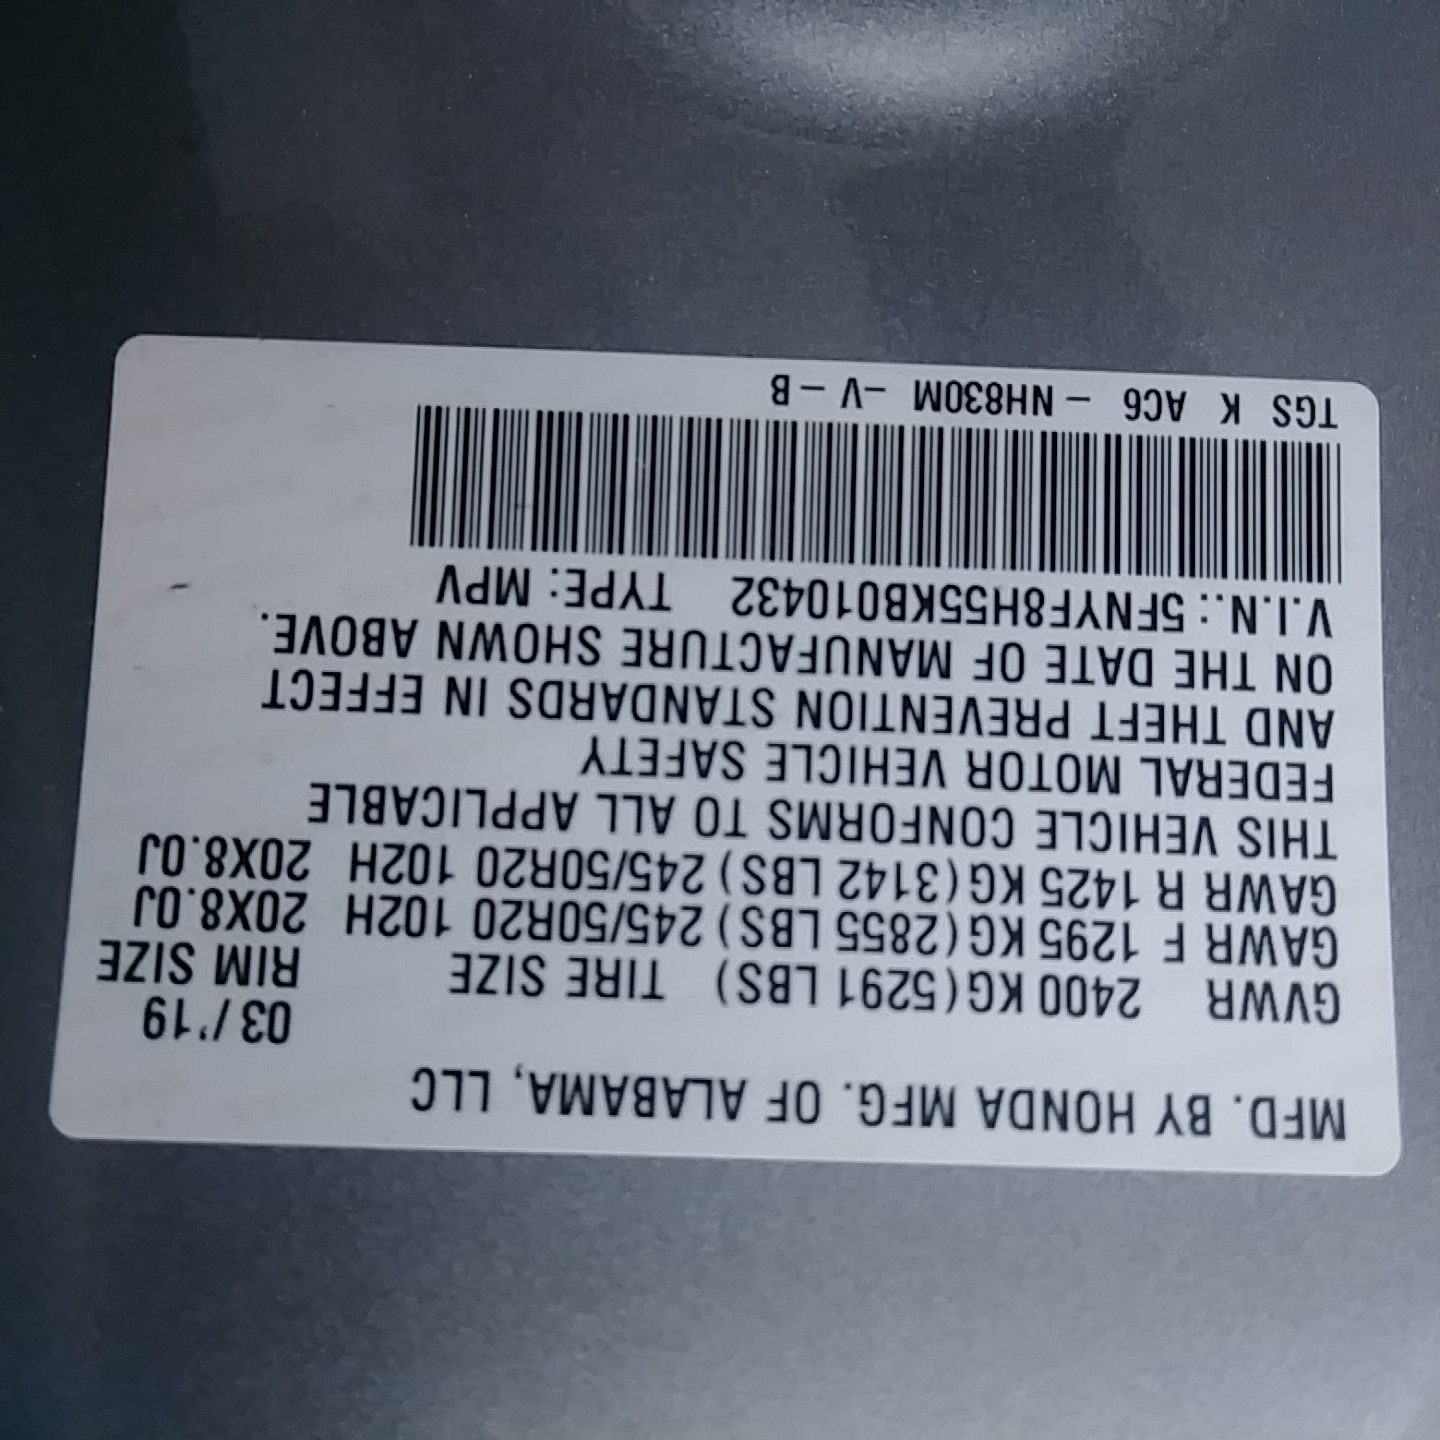 MFD. BY HONDA MFG. OF ALABAMA, LLC
03/'19
GVWR 2400 KG(5291 LBS) TIRE SIZE RIM SIZE
GAWR F 1295 KG(2855 LBS) 245/50R20 102H 20X8.0J
GAWR R 1425 KG(3142 LBS) 245/50R20 102H 20X8.0J
THIS VEHICLE CONFORMS TO ALL APPLICABLE
FEDERAL MOTOR VEHICLE SAFETY
AND THEFT PREVENTION STANDARDS IN EFFECT
ON THE DATE OF MANUFACTURE SHOWN ABOVE.
V.I.N.: 5FNYF8H55KB010432 TYPE: MPV
TGS K AC6 - NH830M -V-B